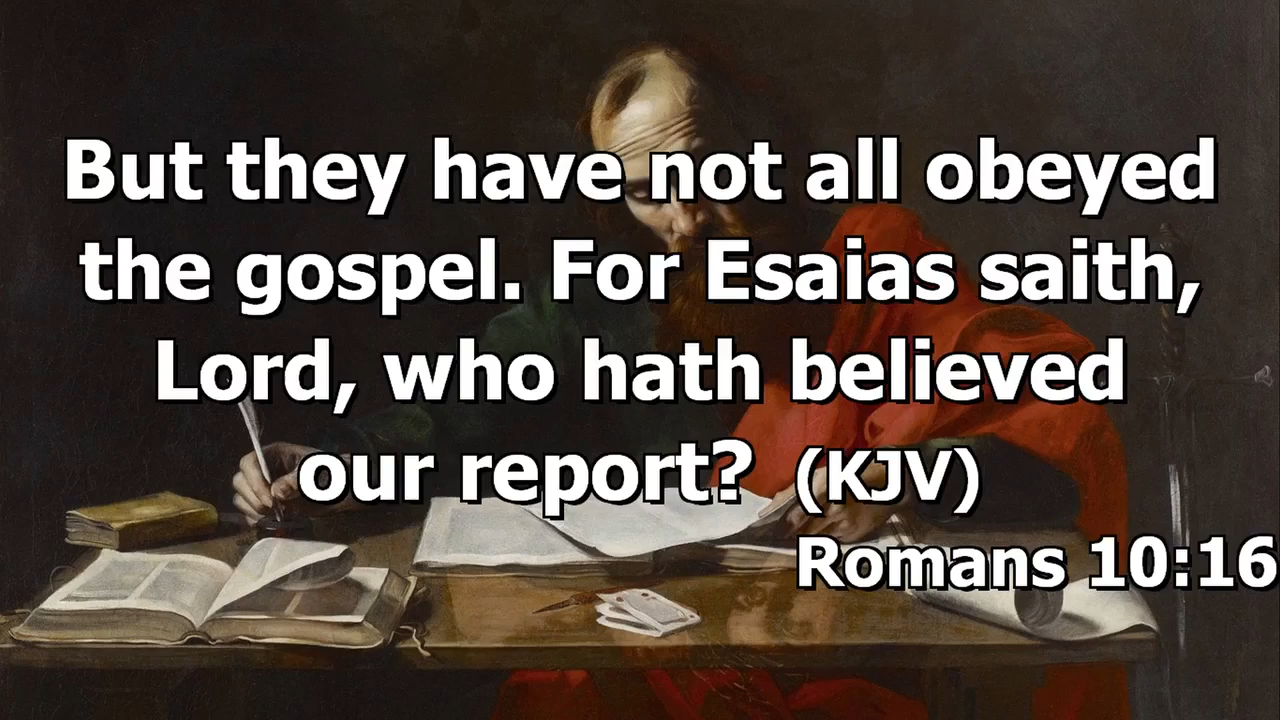 But they have not all obeyed
the gospel. For Esaias saith,
Lord, who hath believed
our report? (KJV)
Romans 10:16